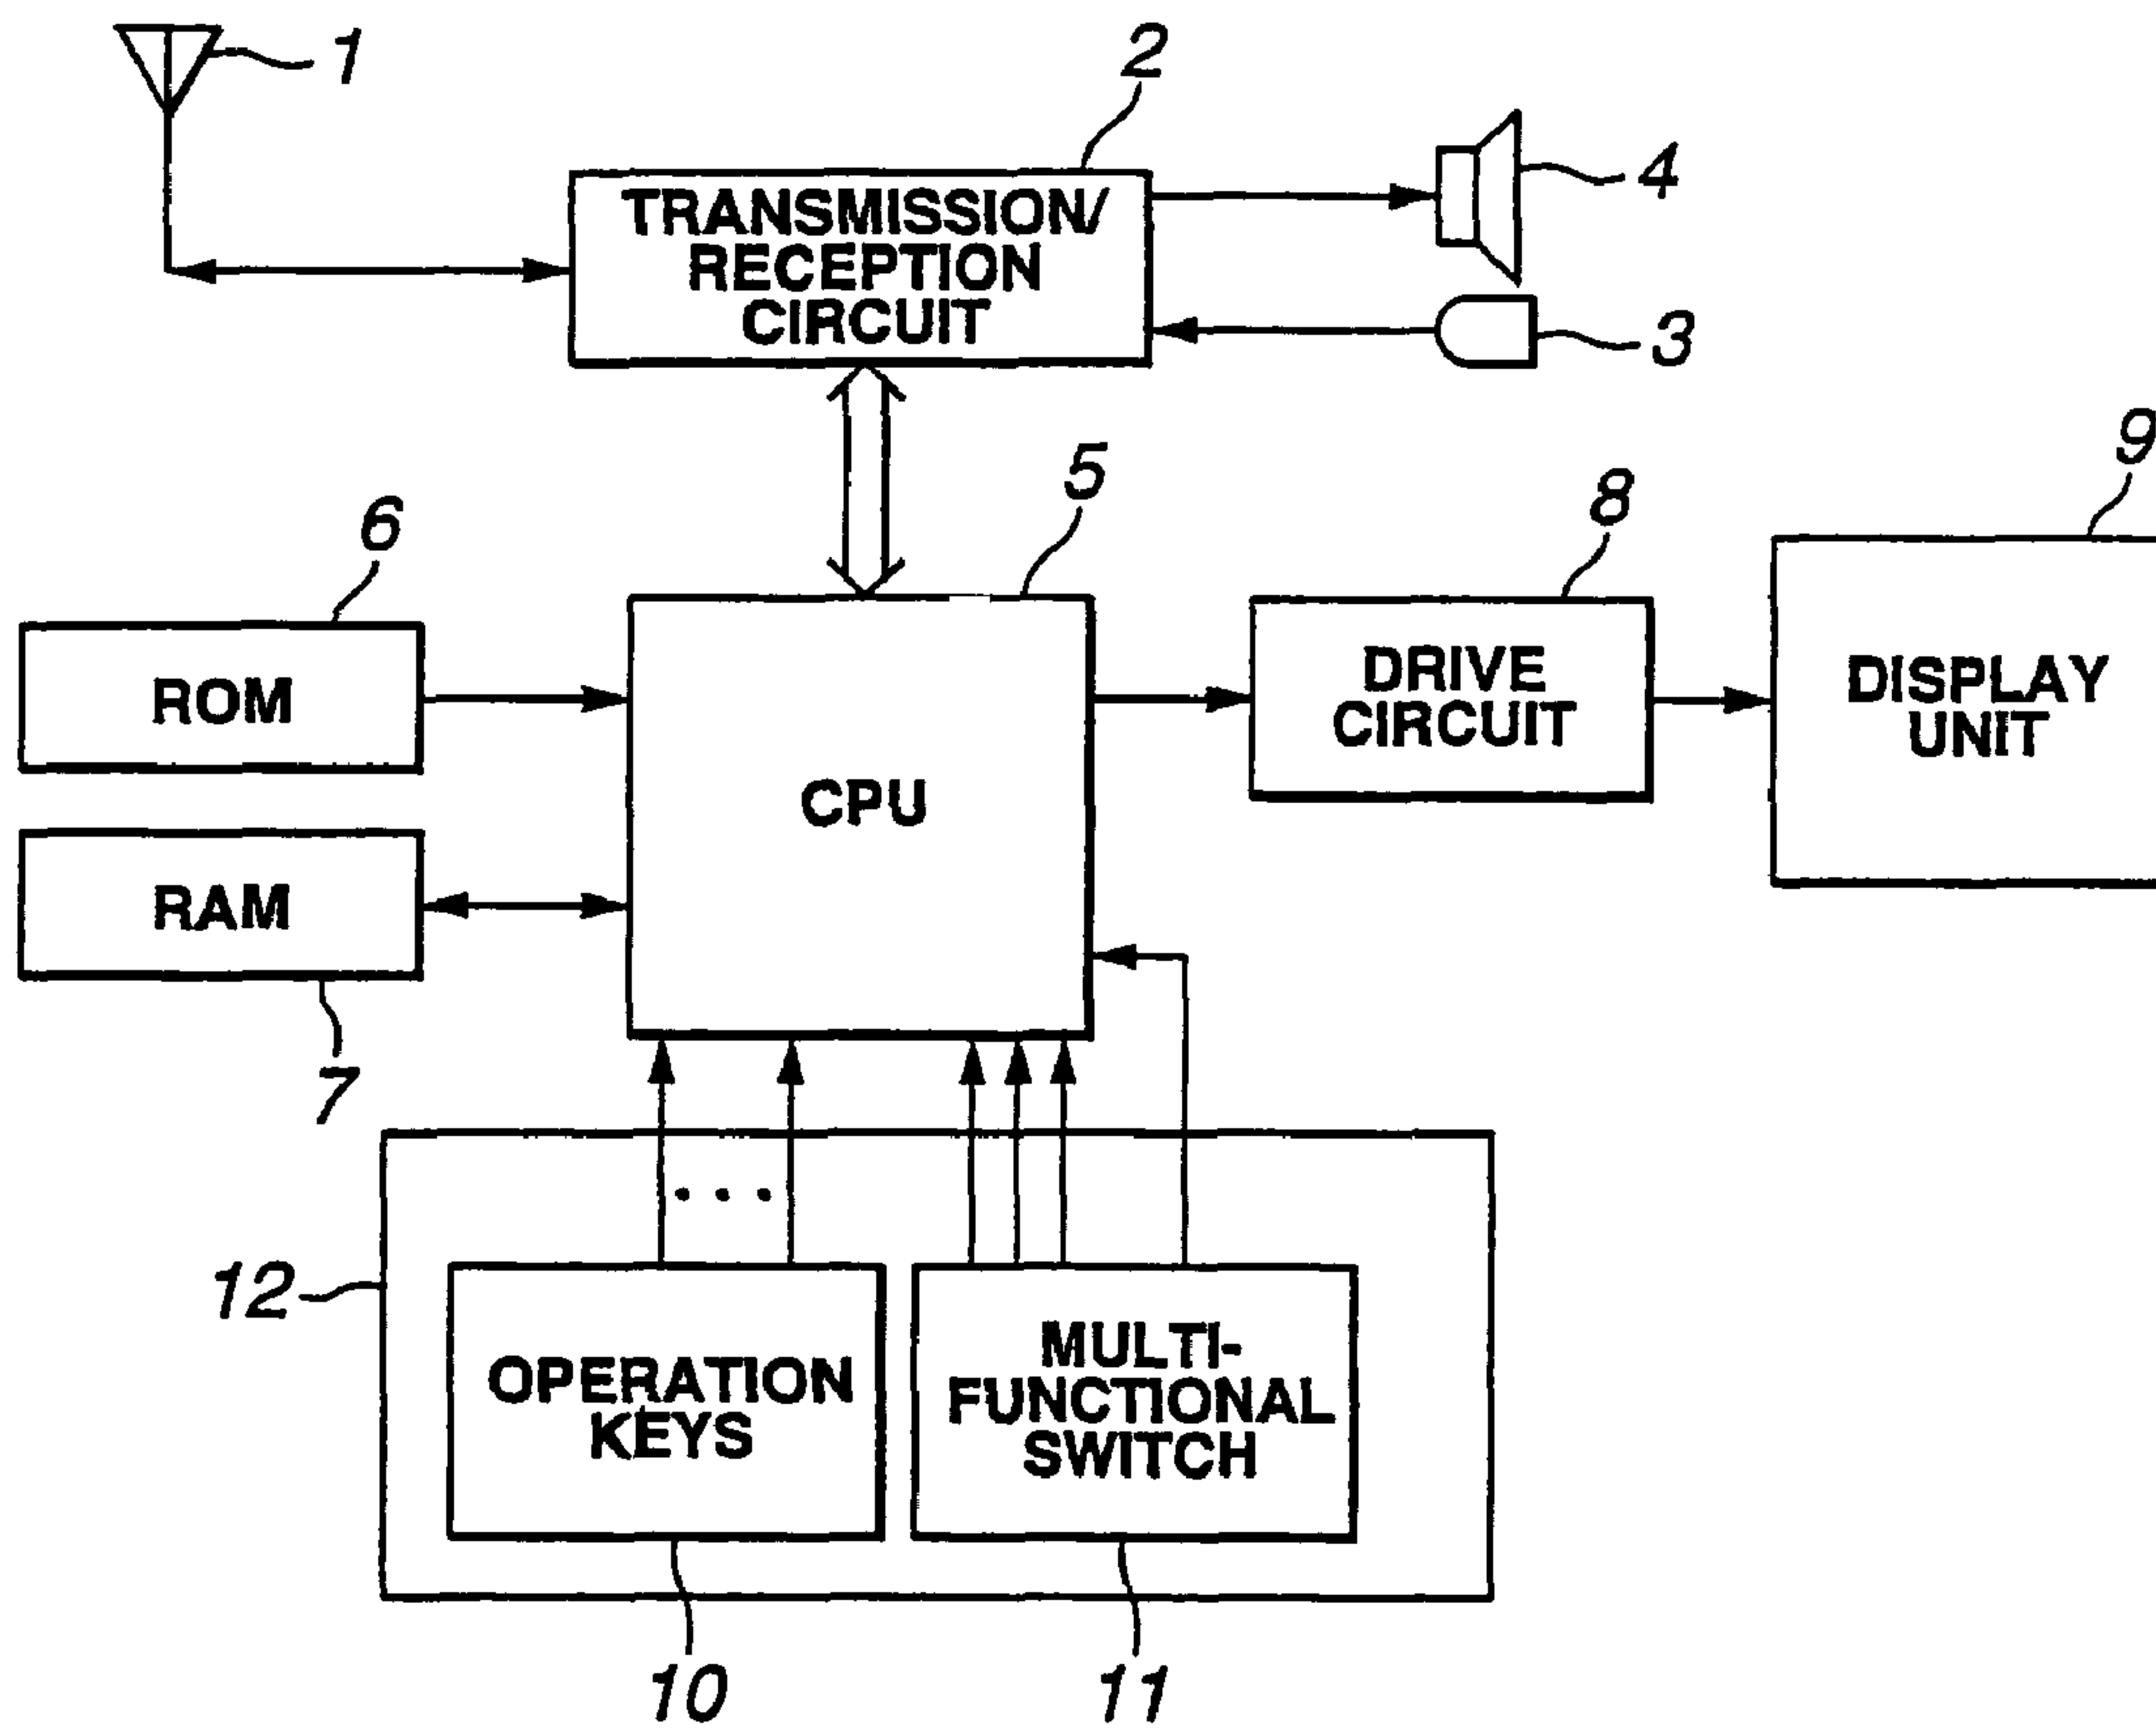 1
2
TRANSMISSION/
RECEPTION
CIRCUIT
4
3
5
6
8
9
ROM
DRIVE
CIRCUIT
DISPLAY
UNIT
CPU
RAM
7
12
OPERATION
KEYS
MULTI-
FUNCTIONAL
SWITCH
10
11